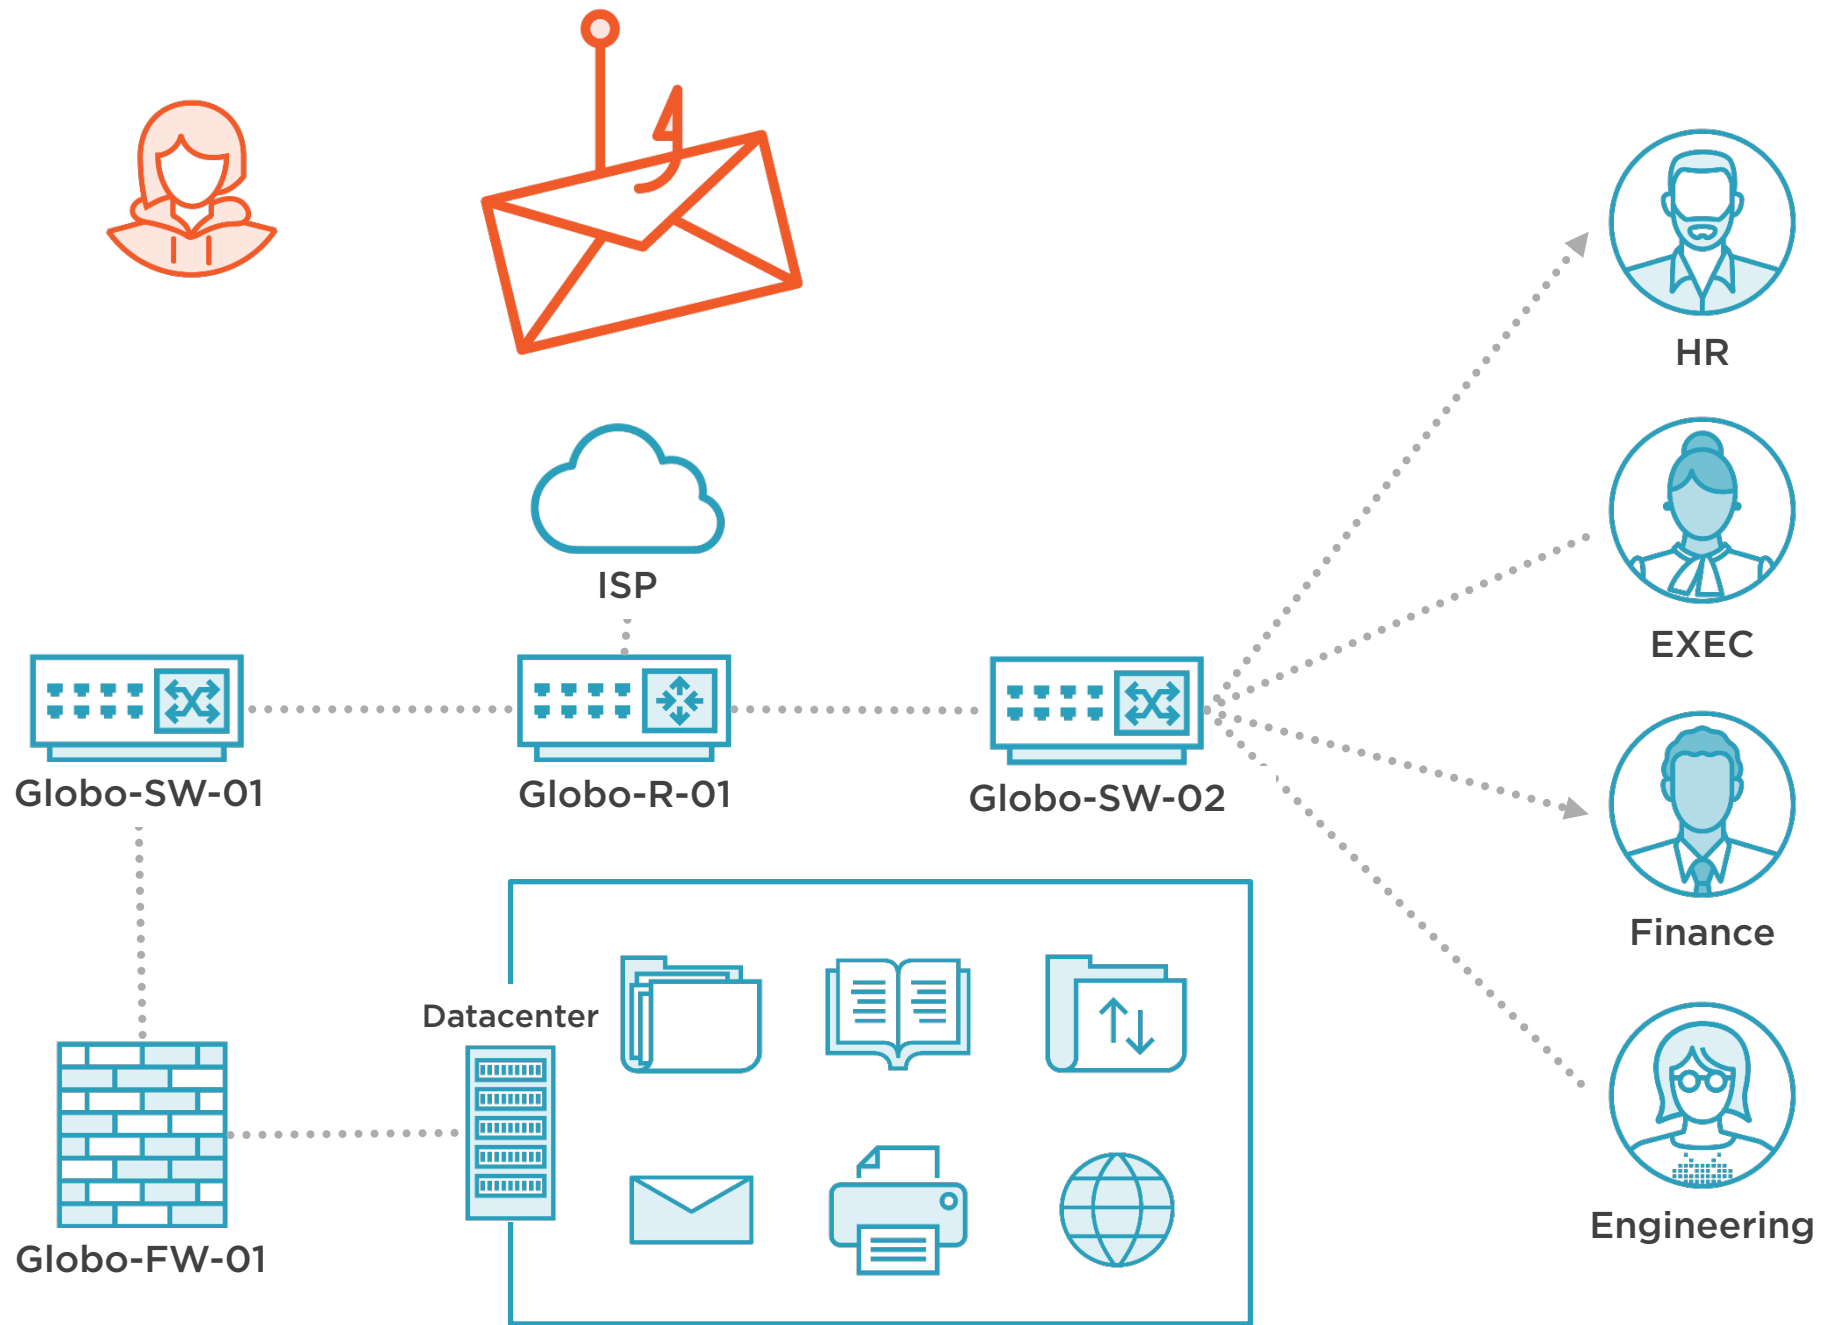 HR
ISP
EXEC
Globo-SW-01
Globo-R-01
Globo-SW-02
Finance
Datacenter
Engineering
Globo-FW-01